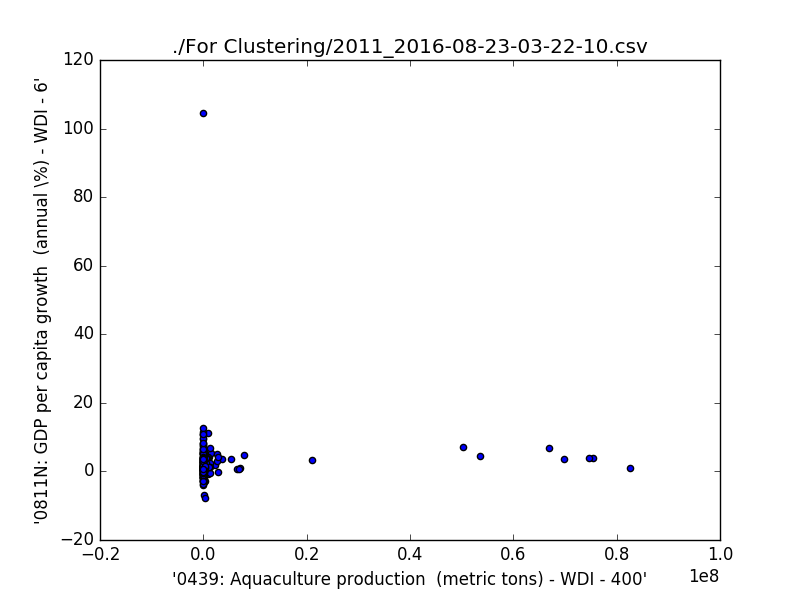 ./For Clustering/2011_2016-08-23-03-22-10.csv
120
100
80
60
40
20
0
−20
'0811N: GDP per capita growth  (annual \%) - WDI - 6'
−0.2 0.0 0.2 0.4 0.6 0.8 1.0
1e8
'0439: Aquaculture production  (metric tons) - WDI - 400'